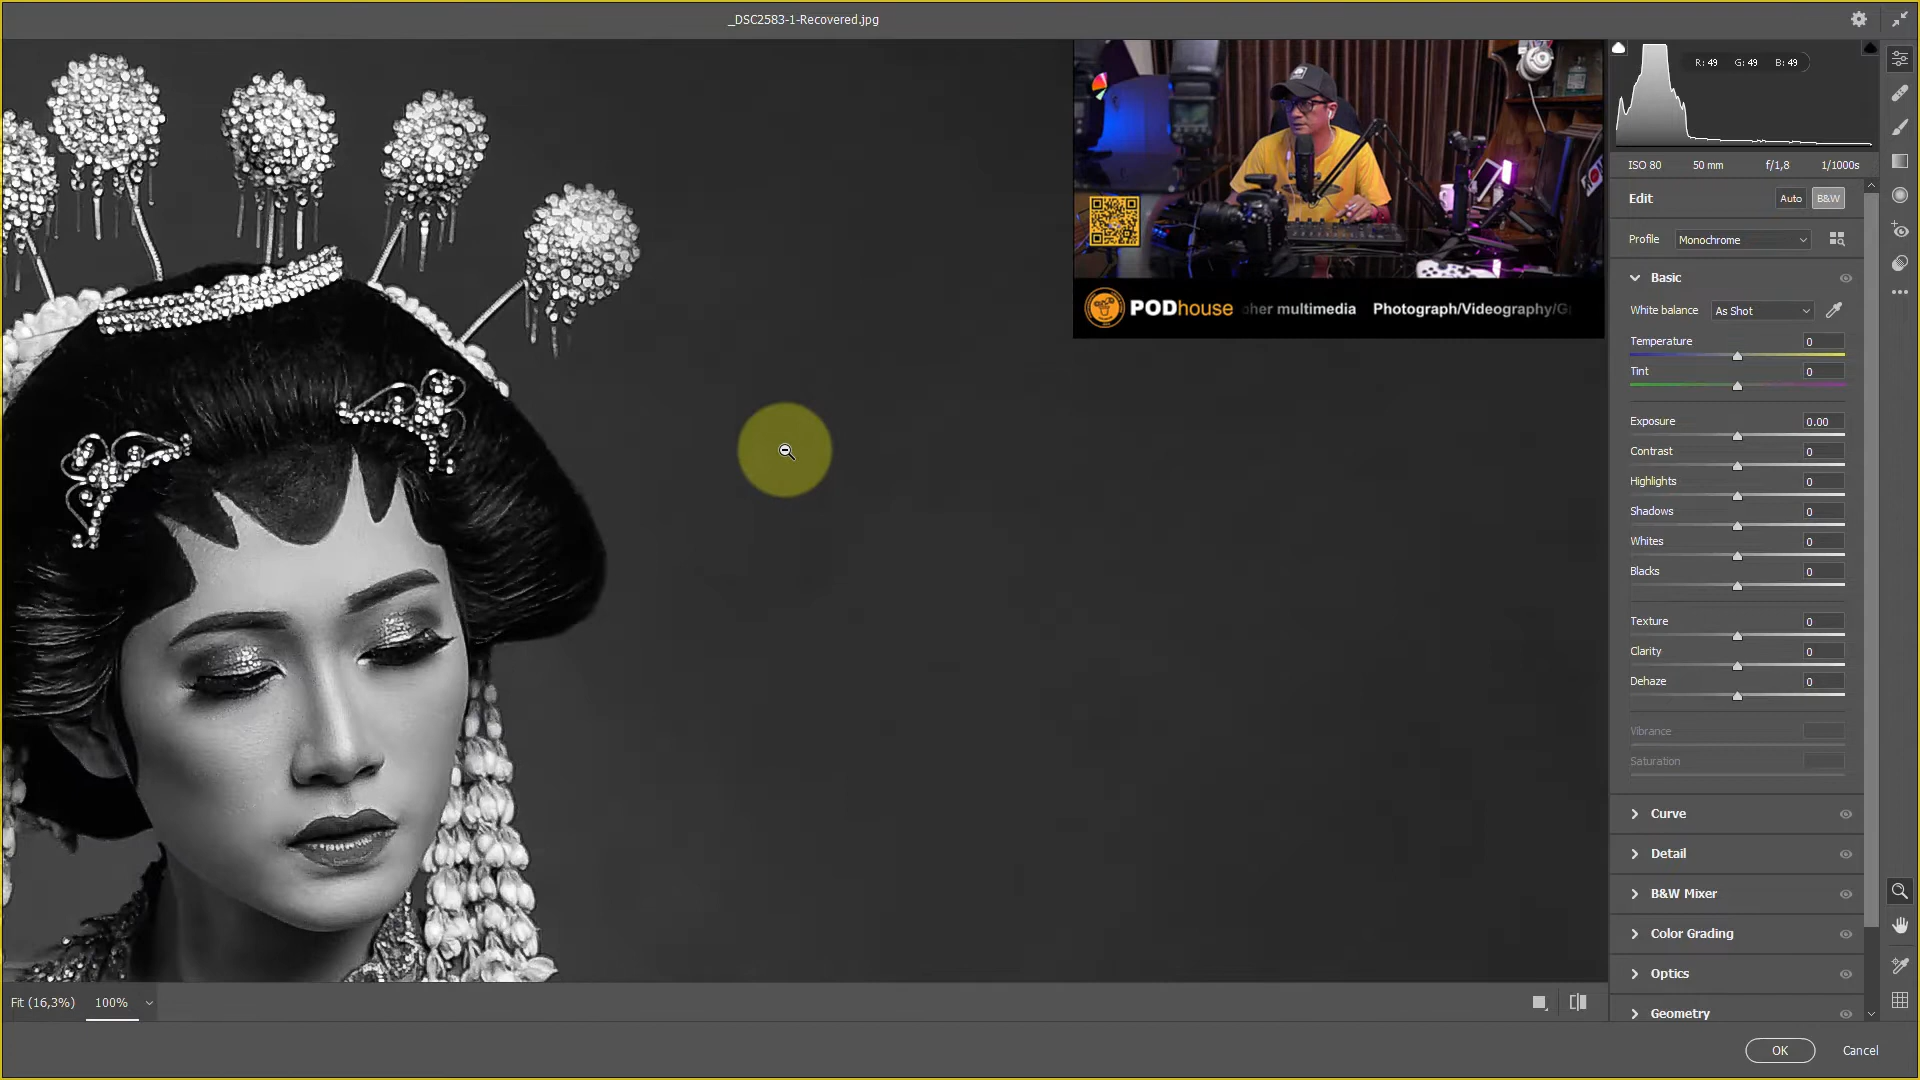 _DSC2583-1-Recovered.jpg
R: 49 G: 49 B: 49
ISO 80 50 mm f/1,8 1/1000s
Edit Auto B&W
Profile Monochrome
Basic
White balance As Shot
Temperature 0
Tint 0
Exposure 0.00
Contrast 0
Highlights 0
Shadows 0
Whites 0
Blacks 0
Texture 0
Clarity 0
Dehaze 0
Vibrance
Saturation
Curve
Detail
B&W Mixer
Color Grading
Optics
Geometry
PODhouse oher multimedia Photograph/Videography/G
Fit (16,3%) 100%
OK Cancel